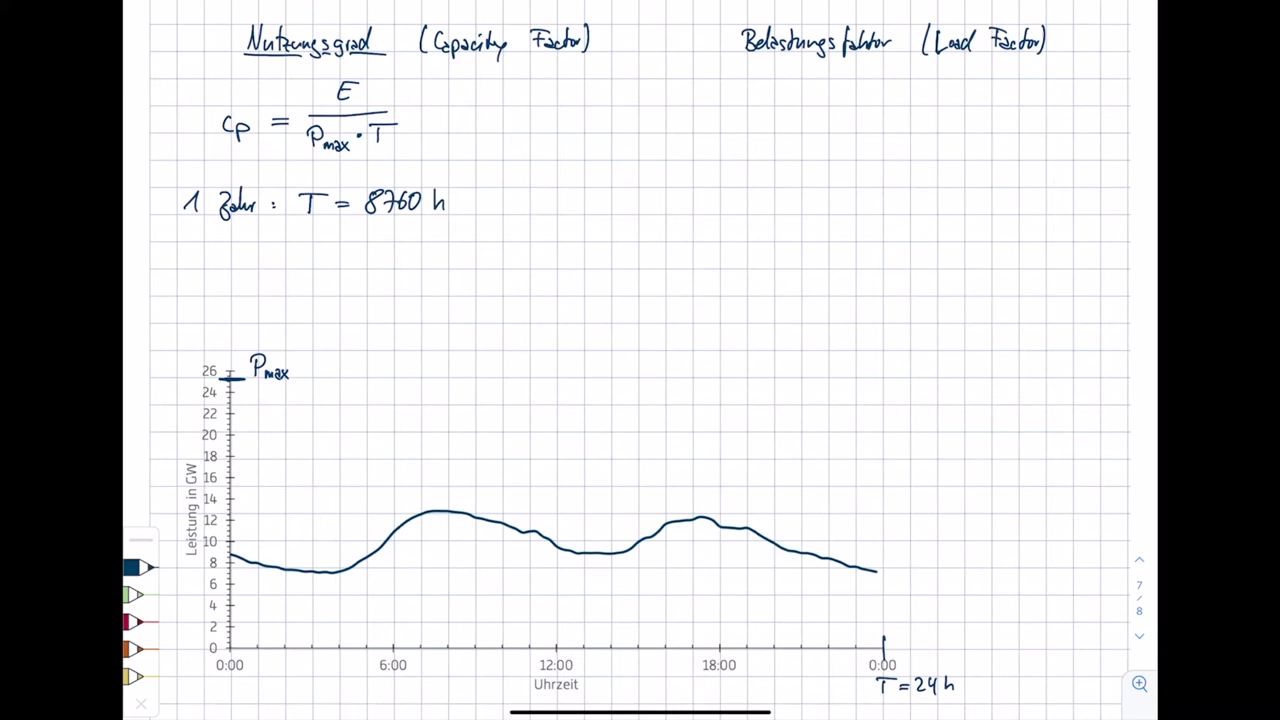 Nutzungsgrad (Capacity Factor)
Belastungsfaktor (Load Factor)
cp = E / Pmax · T
1 Jahr : T = 8760 h
Pmax
26
24
22
20
18
16
14
12
10
8
6
4
2
0
Leistung in GW
0:00 6:00 12:00 18:00 0:00
Uhrzeit
T = 24 h
7
/
8